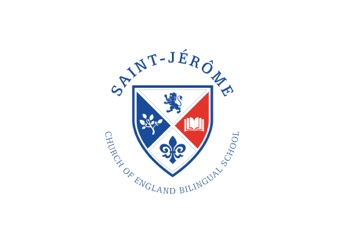 SAINT-JÉRÔME
CHURCH OF ENGLAND BILINGUAL SCHOOL